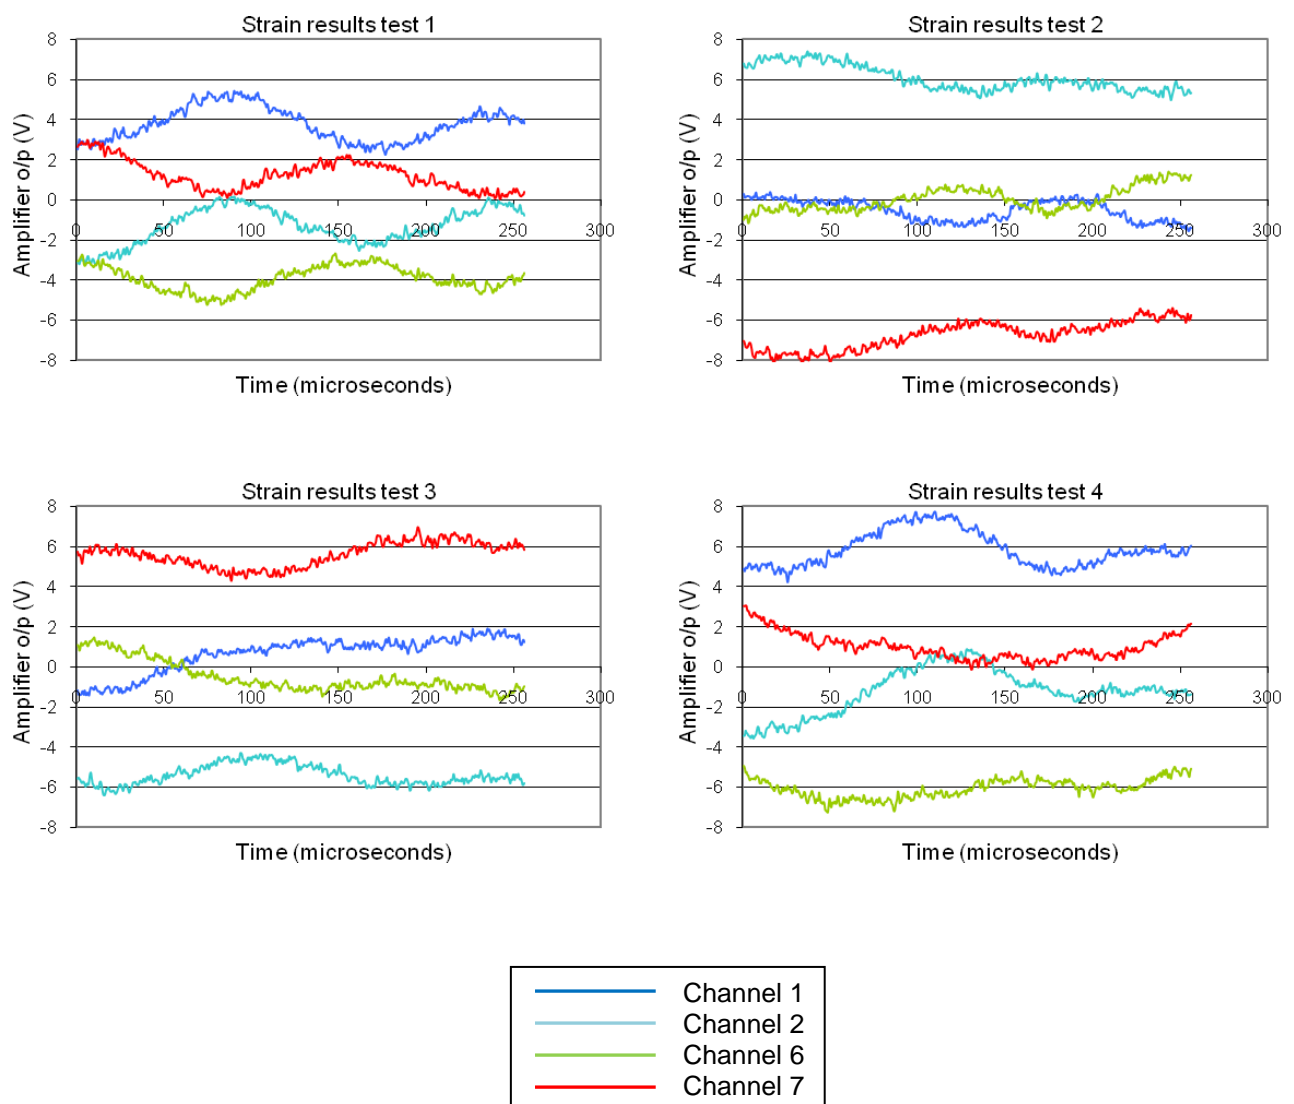 Strain results test 1
8
6
4
2
0
-2
-4
-6
-8
0 50 100 150 200 250 300
Amplifier o/p (V)
Time (microseconds)
Strain results test 2
8
6
4
2
0
-2
-4
-6
-8
0 50 100 150 200 250 300
Amplifier o/p (V)
Time (microseconds)
Strain results test 3
8
6
4
2
0
-2
-4
-6
-8
0 50 100 150 200 250 300
Amplifier o/p (V)
Time (microseconds)
Strain results test 4
8
6
4
2
0
-2
-4
-6
-8
0 50 100 150 200 250 300
Amplifier o/p (V)
Time (microseconds)
Channel 1
Channel 2
Channel 6
Channel 7